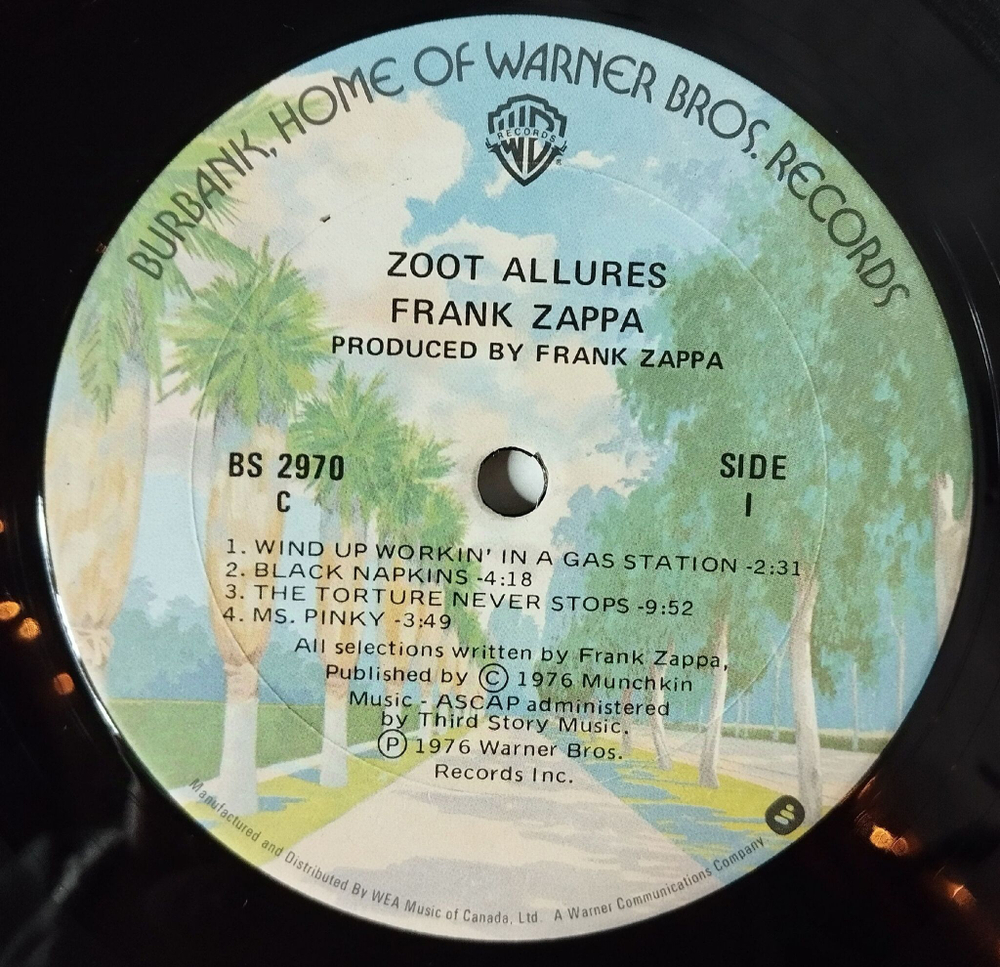 BURBANK, HOME OF WARNER BROS. RECORDS
WB
RECORDS
ZOOT ALLURES
FRANK ZAPPA
PRODUCED BY FRANK ZAPPA
BS 2970
C
SIDE
I
1. WIND UP WORKIN' IN A GAS STATION -2:31
2. BLACK NAPKINS -4:18
3. THE TORTURE NEVER STOPS -9:52
4. MS. PINKY -3:49
All selections written by Frank Zappa,
Published by Ⓒ 1976 Munchkin
Music - ASCAP administered
by Third Story Music.
Ⓟ 1976 Warner Bros.
Records Inc.
Manufactured and Distributed By WEA Music of Canada, Ltd. A Warner Communications Company